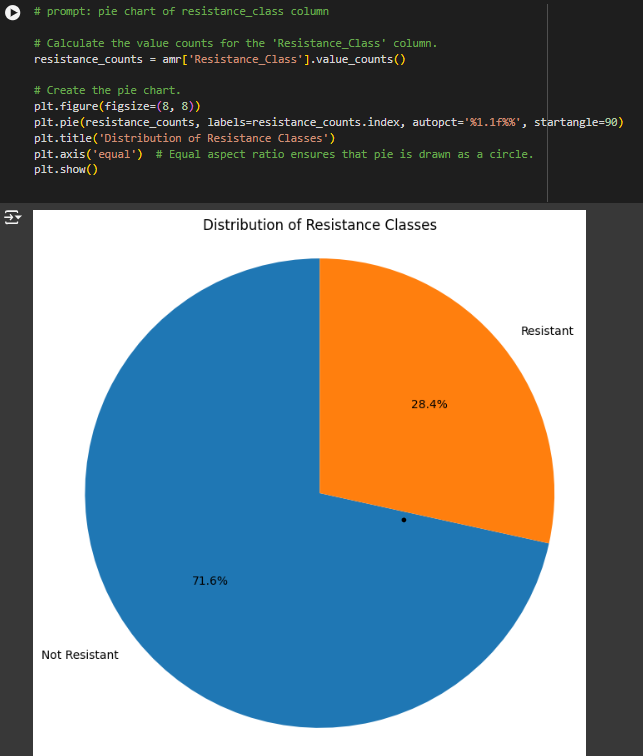 # prompt: pie chart of resistance_class column
# Calculate the value counts for the 'Resistance_Class' column.
resistance_counts = amr['Resistance_Class'].value_counts()
# Create the pie chart.
plt.figure(figsize=(8, 8))
plt.pie(resistance_counts, labels=resistance_counts.index, autopct='%1.1f%%', startangle=90)
plt.title('Distribution of Resistance Classes')
plt.axis('equal')  # Equal aspect ratio ensures that pie is drawn as a circle.
plt.show()
Distribution of Resistance Classes
Resistant
28.4%
71.6%
Not Resistant